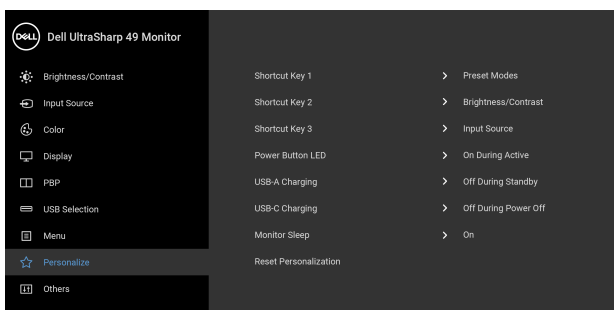 DELL Dell UltraSharp 49 Monitor
Brightness/Contrast Shortcut Key 1 Preset Modes
Input Source Shortcut Key 2 Brightness/Contrast
Color Shortcut Key 3 Input Source
Display Power Button LED On During Active
PBP USB-A Charging Off During Standby
USB Selection USB-C Charging Off During Power Off
Menu Monitor Sleep On
Personalize Reset Personalization
Others